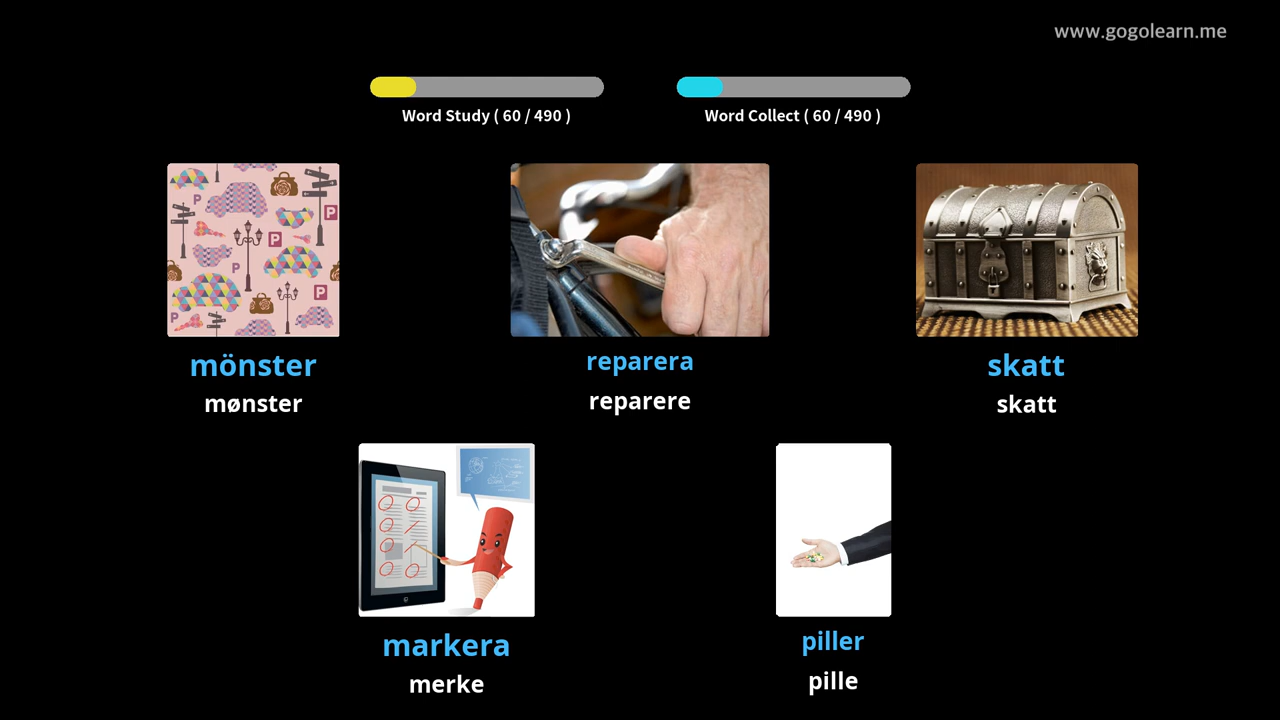 www.gogolearn.me
Word Study ( 60 / 490 )
Word Collect ( 60 / 490 )
P
P
P
P
P
P
mönster
mønster
reparera
reparere
skatt
skatt
markera
merke
piller
pille